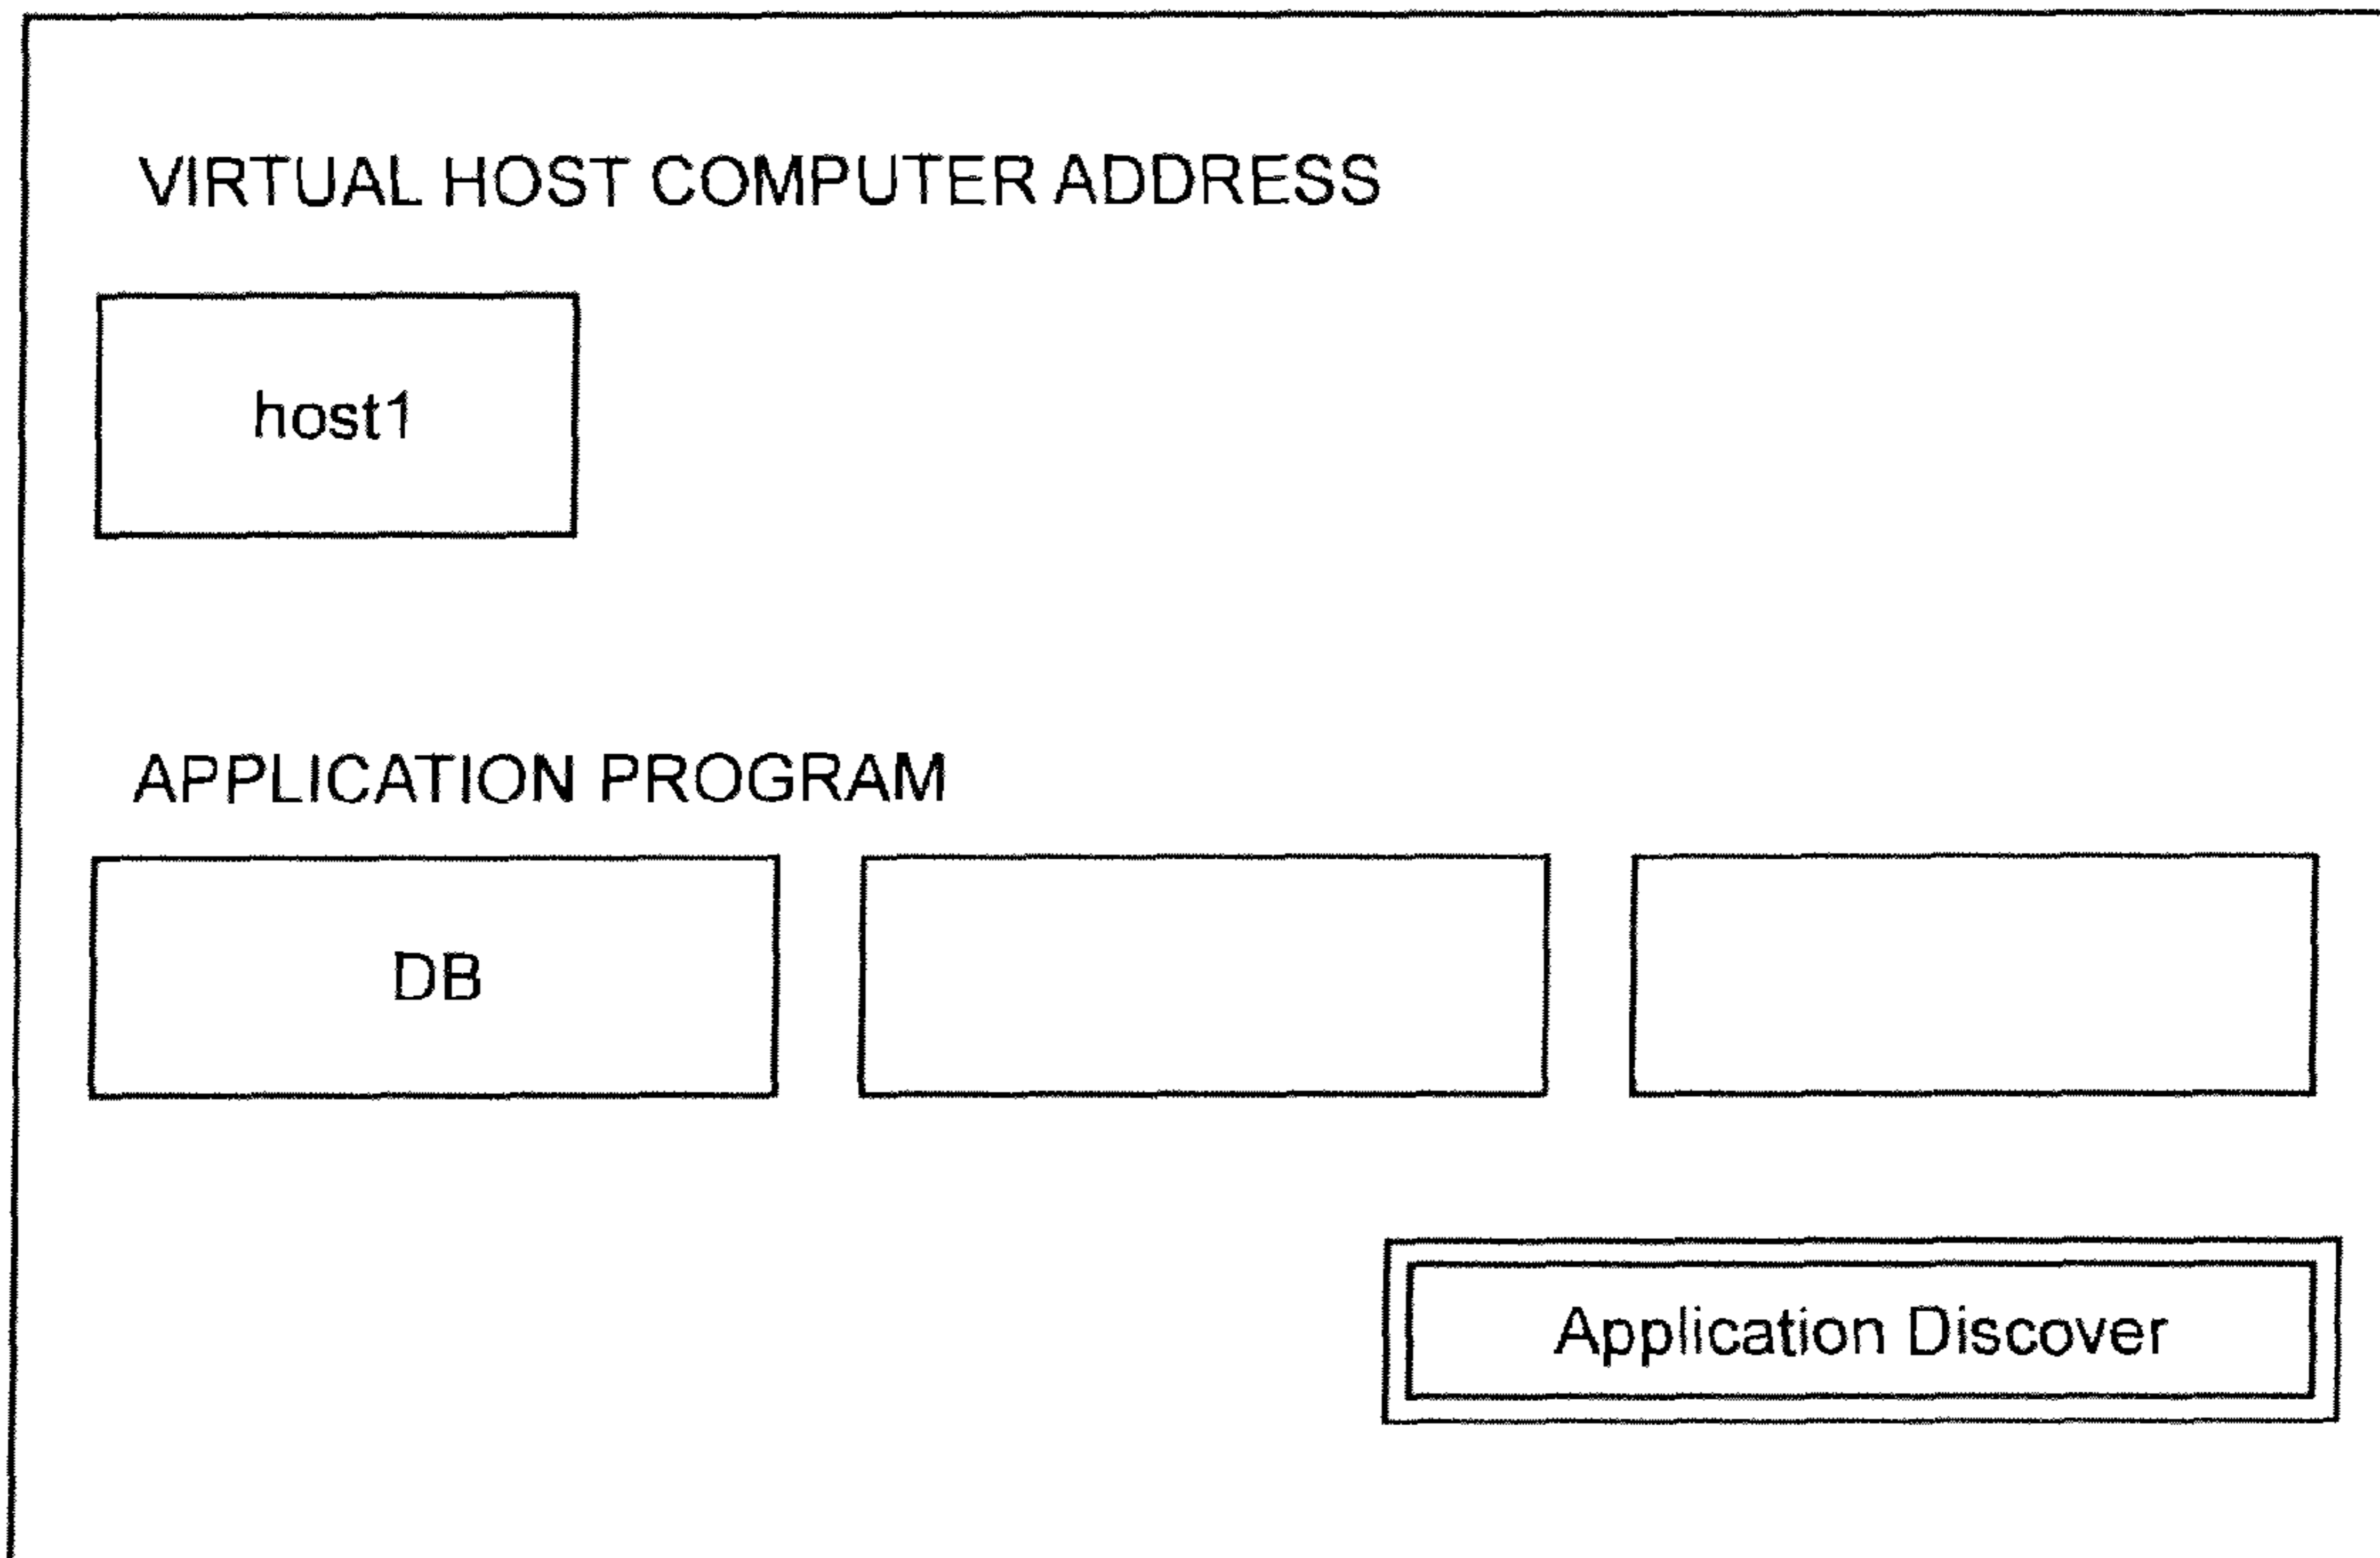 VIRTUAL HOST COMPUTER ADDRESS
host1
APPLICATION PROGRAM
DB
Application Discover